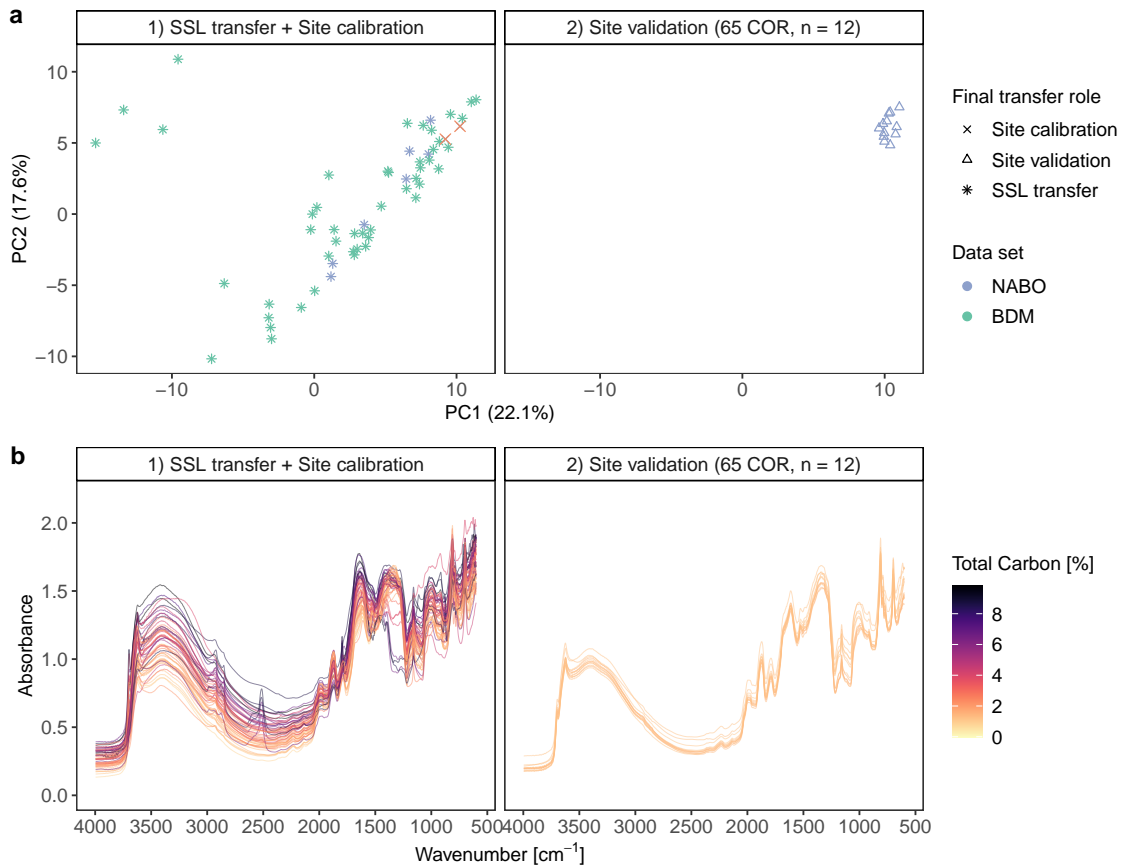 a
1) SSL transfer + Site calibration
2) Site validation (65 COR, n = 12)
PC2 (17.6%)
10
5
0
−5
−10
−10
0
10
−10
0
10
PC1 (22.1%)
Final transfer role
Site calibration
Site validation
SSL transfer
Data set
NABO
BDM
b
1) SSL transfer + Site calibration
2) Site validation (65 COR, n = 12)
Absorbance
2.0
1.5
1.0
0.5
0.0
4000 3500 3000 2500 2000 1500 1000 500
4000 3500 3000 2500 2000 1500 1000 500
Wavenumber [cm⁻¹]
Total Carbon [%]
8
6
4
2
0